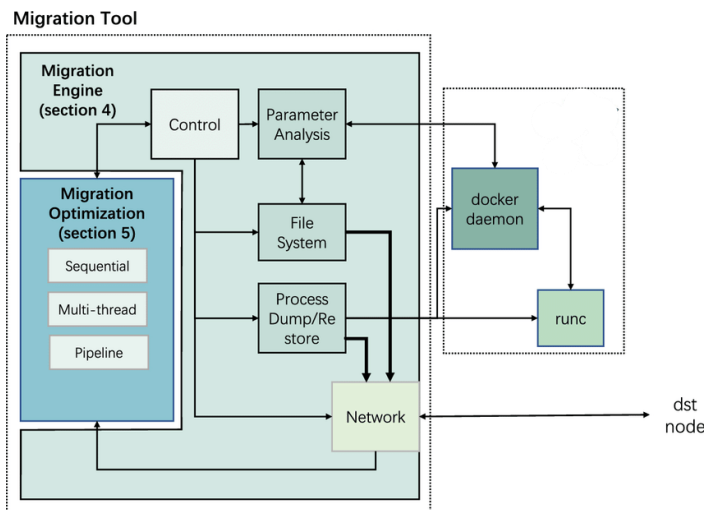 Migration Tool
Migration
Engine
(section 4)
Control
Parameter
Analysis
Migration
Optimization
(section 5)
Sequential
Multi-thread
Pipeline
File
System
Process
Dump/Re
store
Network
docker
daemon
runc
dst
node